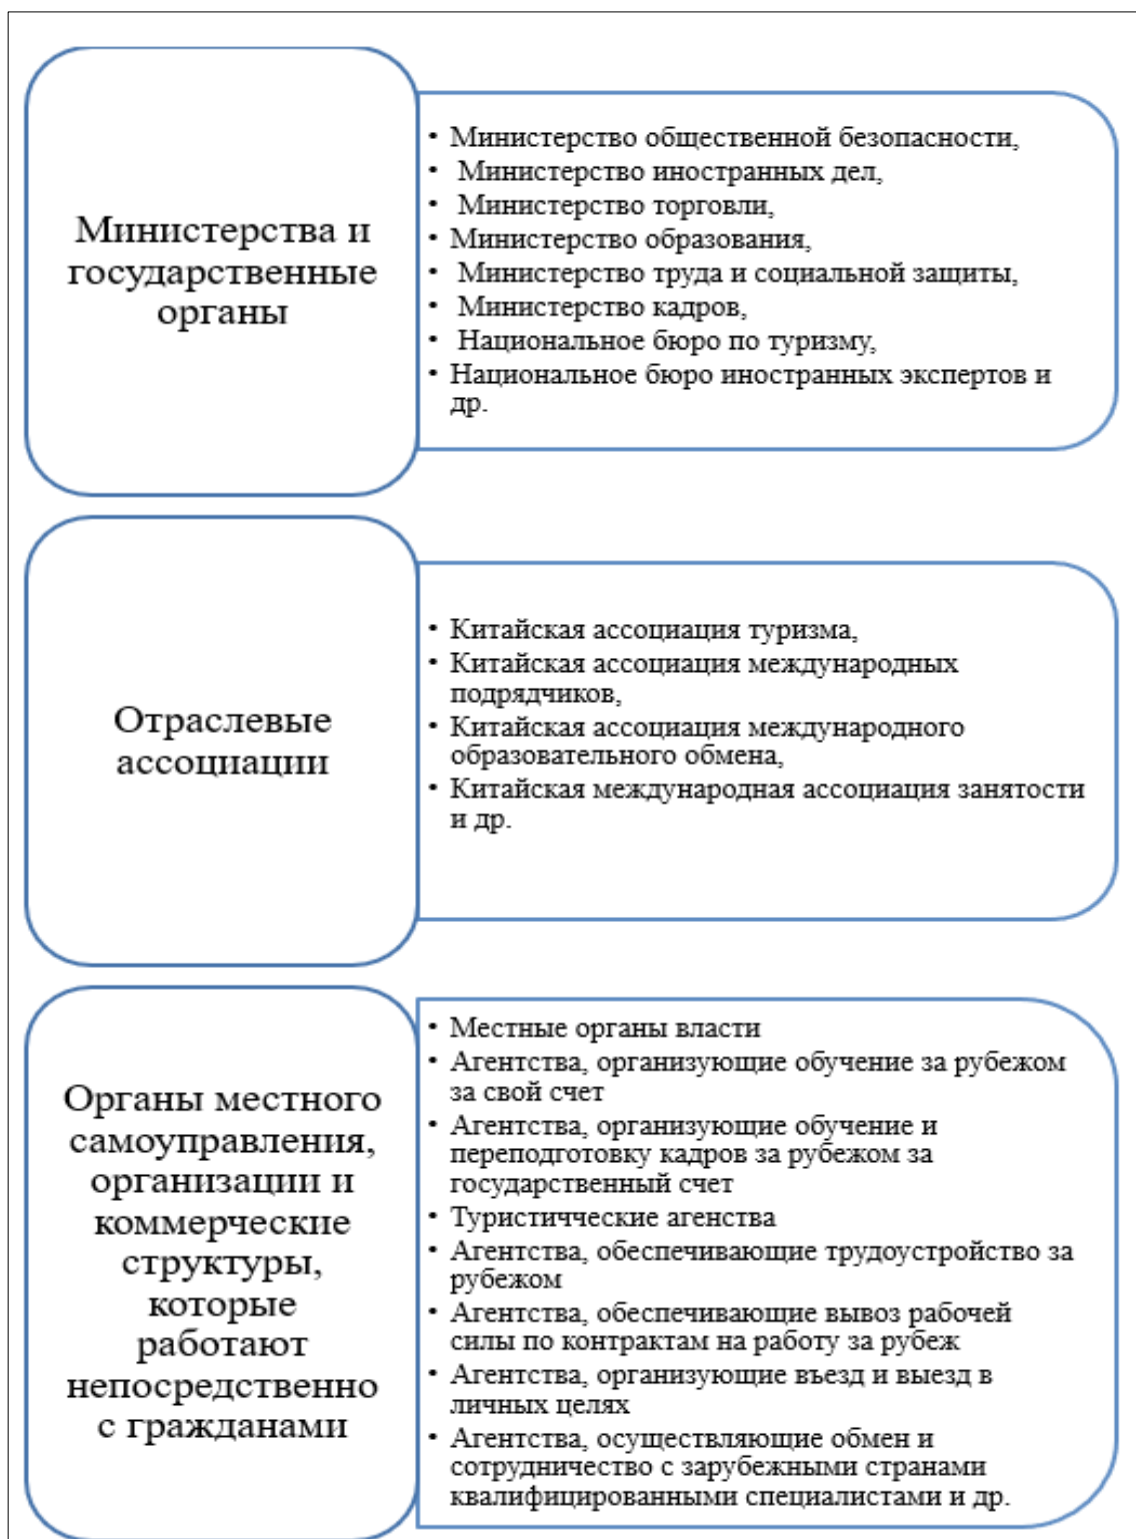 Министерства и
государственные
органы
• Министерство общественной безопасности,
• Министерство иностранных дел,
• Министерство торговли,
• Министерство образования,
• Министерство труда и социальной защиты,
• Министерство кадров,
• Национальное бюро по туризму,
• Национальное бюро иностранных экспертов и
др.
Отраслевые
ассоциации
• Китайская ассоциация туризма,
• Китайская ассоциация международных
подрядчиков,
• Китайская ассоциация международного
образовательного обмена,
• Китайская международная ассоциация занятости
и др.
Органы местного
самоуправления,
организации и
коммерческие
структуры,
которые
работают
непосредственно
с гражданами
• Местные органы власти
• Агентства, организующие обучение за рубежом
за свой счет
• Агентства, организующие обучение и
переподготовку кадров за рубежом за
государственный счет
• Туристичческие агенства
• Агентства, обеспечивающие трудоустройство за
рубежом
• Агентства, обеспечивающие вывоз рабочей
силы по контрактам на работу за рубеж
• Агентства, организующие въезд и выезд в
личных целях
• Агентства, осуществляющие обмен и
сотрудничество с зарубежными странами
квалифицированными специалистами и др.